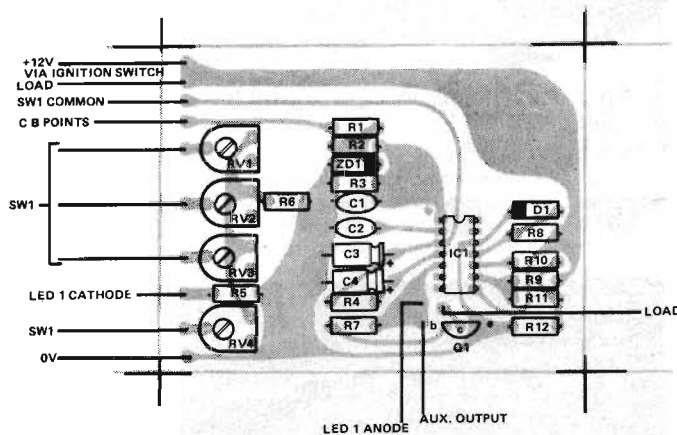 +12V
VIA IGNITION SWITCH
LOAD
SW1 COMMON
C B POINTS
SW1
LED 1 CATHODE
SW1
0V
RV1
RV2
RV3
RV4
R6
R5
R1
R2
ZD1
R3
C1
C2
C3
+
C4
+
R4
R7
IC1
D1
R8
R10
R9
R11
R12
b c e
Q1
LOAD
AUX. OUTPUT
LED 1 ANODE